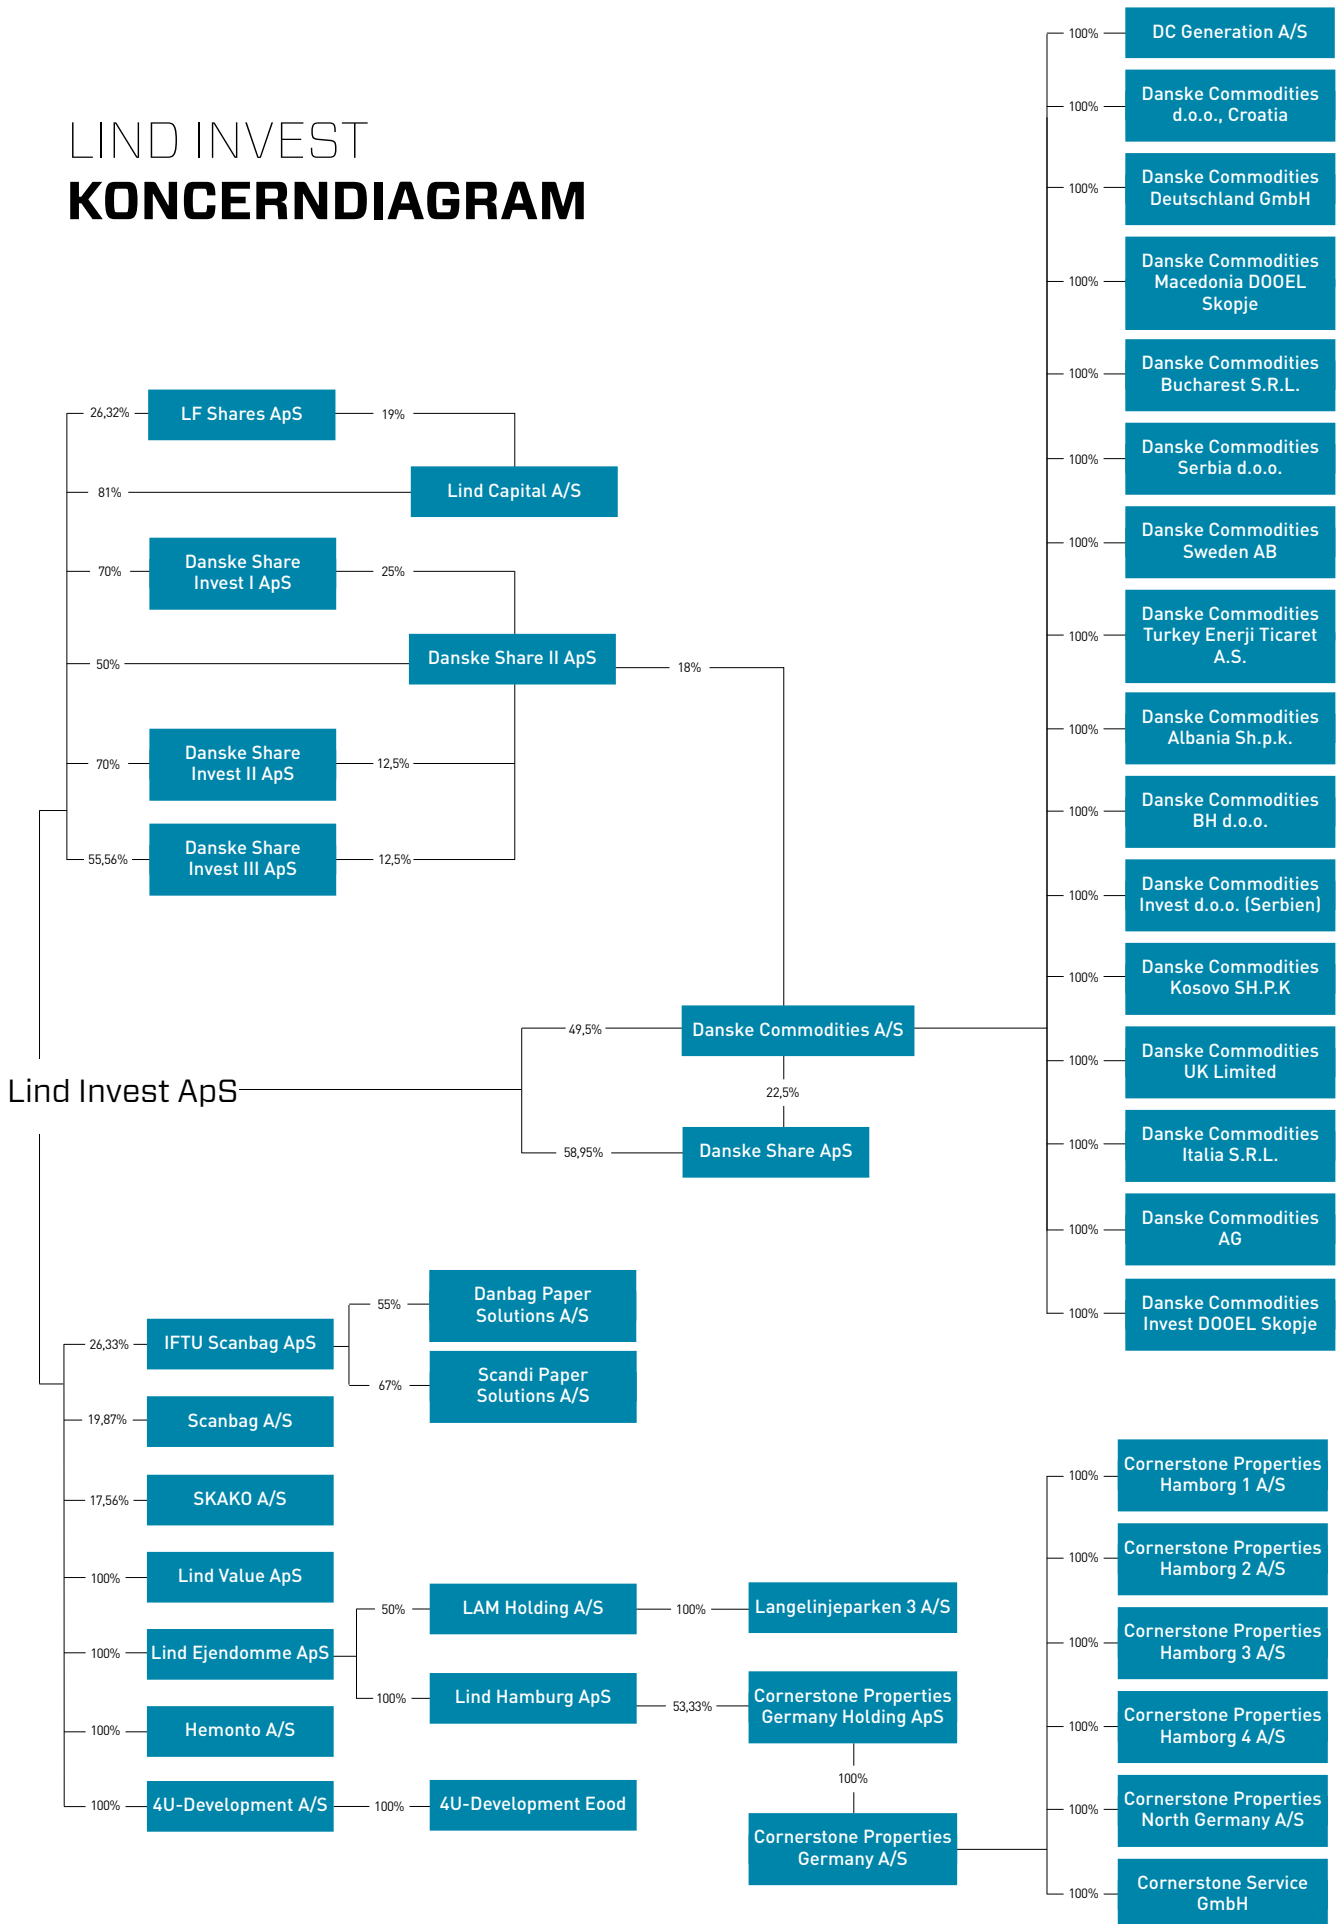 LIND INVEST
KONCERNDIAGRAM
26,32%
LF Shares ApS
19%
81%
Lind Capital A/S
70%
Danske Share
Invest I ApS
25%
50%
Danske Share II ApS
18%
70%
Danske Share
Invest II ApS
12,5%
55,56%
Danske Share
Invest III ApS
12,5%
Lind Invest ApS
49,5%
Danske Commodities A/S
22,5%
58,95%
Danske Share ApS
100%
DC Generation A/S
100%
Danske Commodities
d.o.o., Croatia
100%
Danske Commodities
Deutschland GmbH
100%
Danske Commodities
Macedonia DOOEL
Skopje
100%
Danske Commodities
Bucharest S.R.L.
100%
Danske Commodities
Serbia d.o.o.
100%
Danske Commodities
Sweden AB
100%
Danske Commodities
Turkey Enerji Ticaret
A.S.
100%
Danske Commodities
Albania Sh.p.k.
100%
Danske Commodities
BH d.o.o.
100%
Danske Commodities
Invest d.o.o. (Serbien)
100%
Danske Commodities
Kosovo SH.P.K
100%
Danske Commodities
UK Limited
100%
Danske Commodities
Italia S.R.L.
100%
Danske Commodities
AG
100%
Danske Commodities
Invest DOOEL Skopje
26,33%
IFTU Scanbag ApS
55%
Danbag Paper
Solutions A/S
67%
Scandi Paper
Solutions A/S
19,87%
Scanbag A/S
17,56%
SKAKO A/S
100%
Lind Value ApS
100%
Lind Ejendomme ApS
50%
LAM Holding A/S
100%
Langelinjeparken 3 A/S
100%
Lind Hamburg ApS
53,33%
Cornerstone Properties
Germany Holding ApS
100%
Cornerstone Properties
Germany A/S
100%
Hemonto A/S
100%
4U-Development A/S
100%
4U-Development Eood
100%
Cornerstone Properties
Hamborg 1 A/S
100%
Cornerstone Properties
Hamborg 2 A/S
100%
Cornerstone Properties
Hamborg 3 A/S
100%
Cornerstone Properties
Hamborg 4 A/S
100%
Cornerstone Properties
North Germany A/S
100%
Cornerstone Service
GmbH